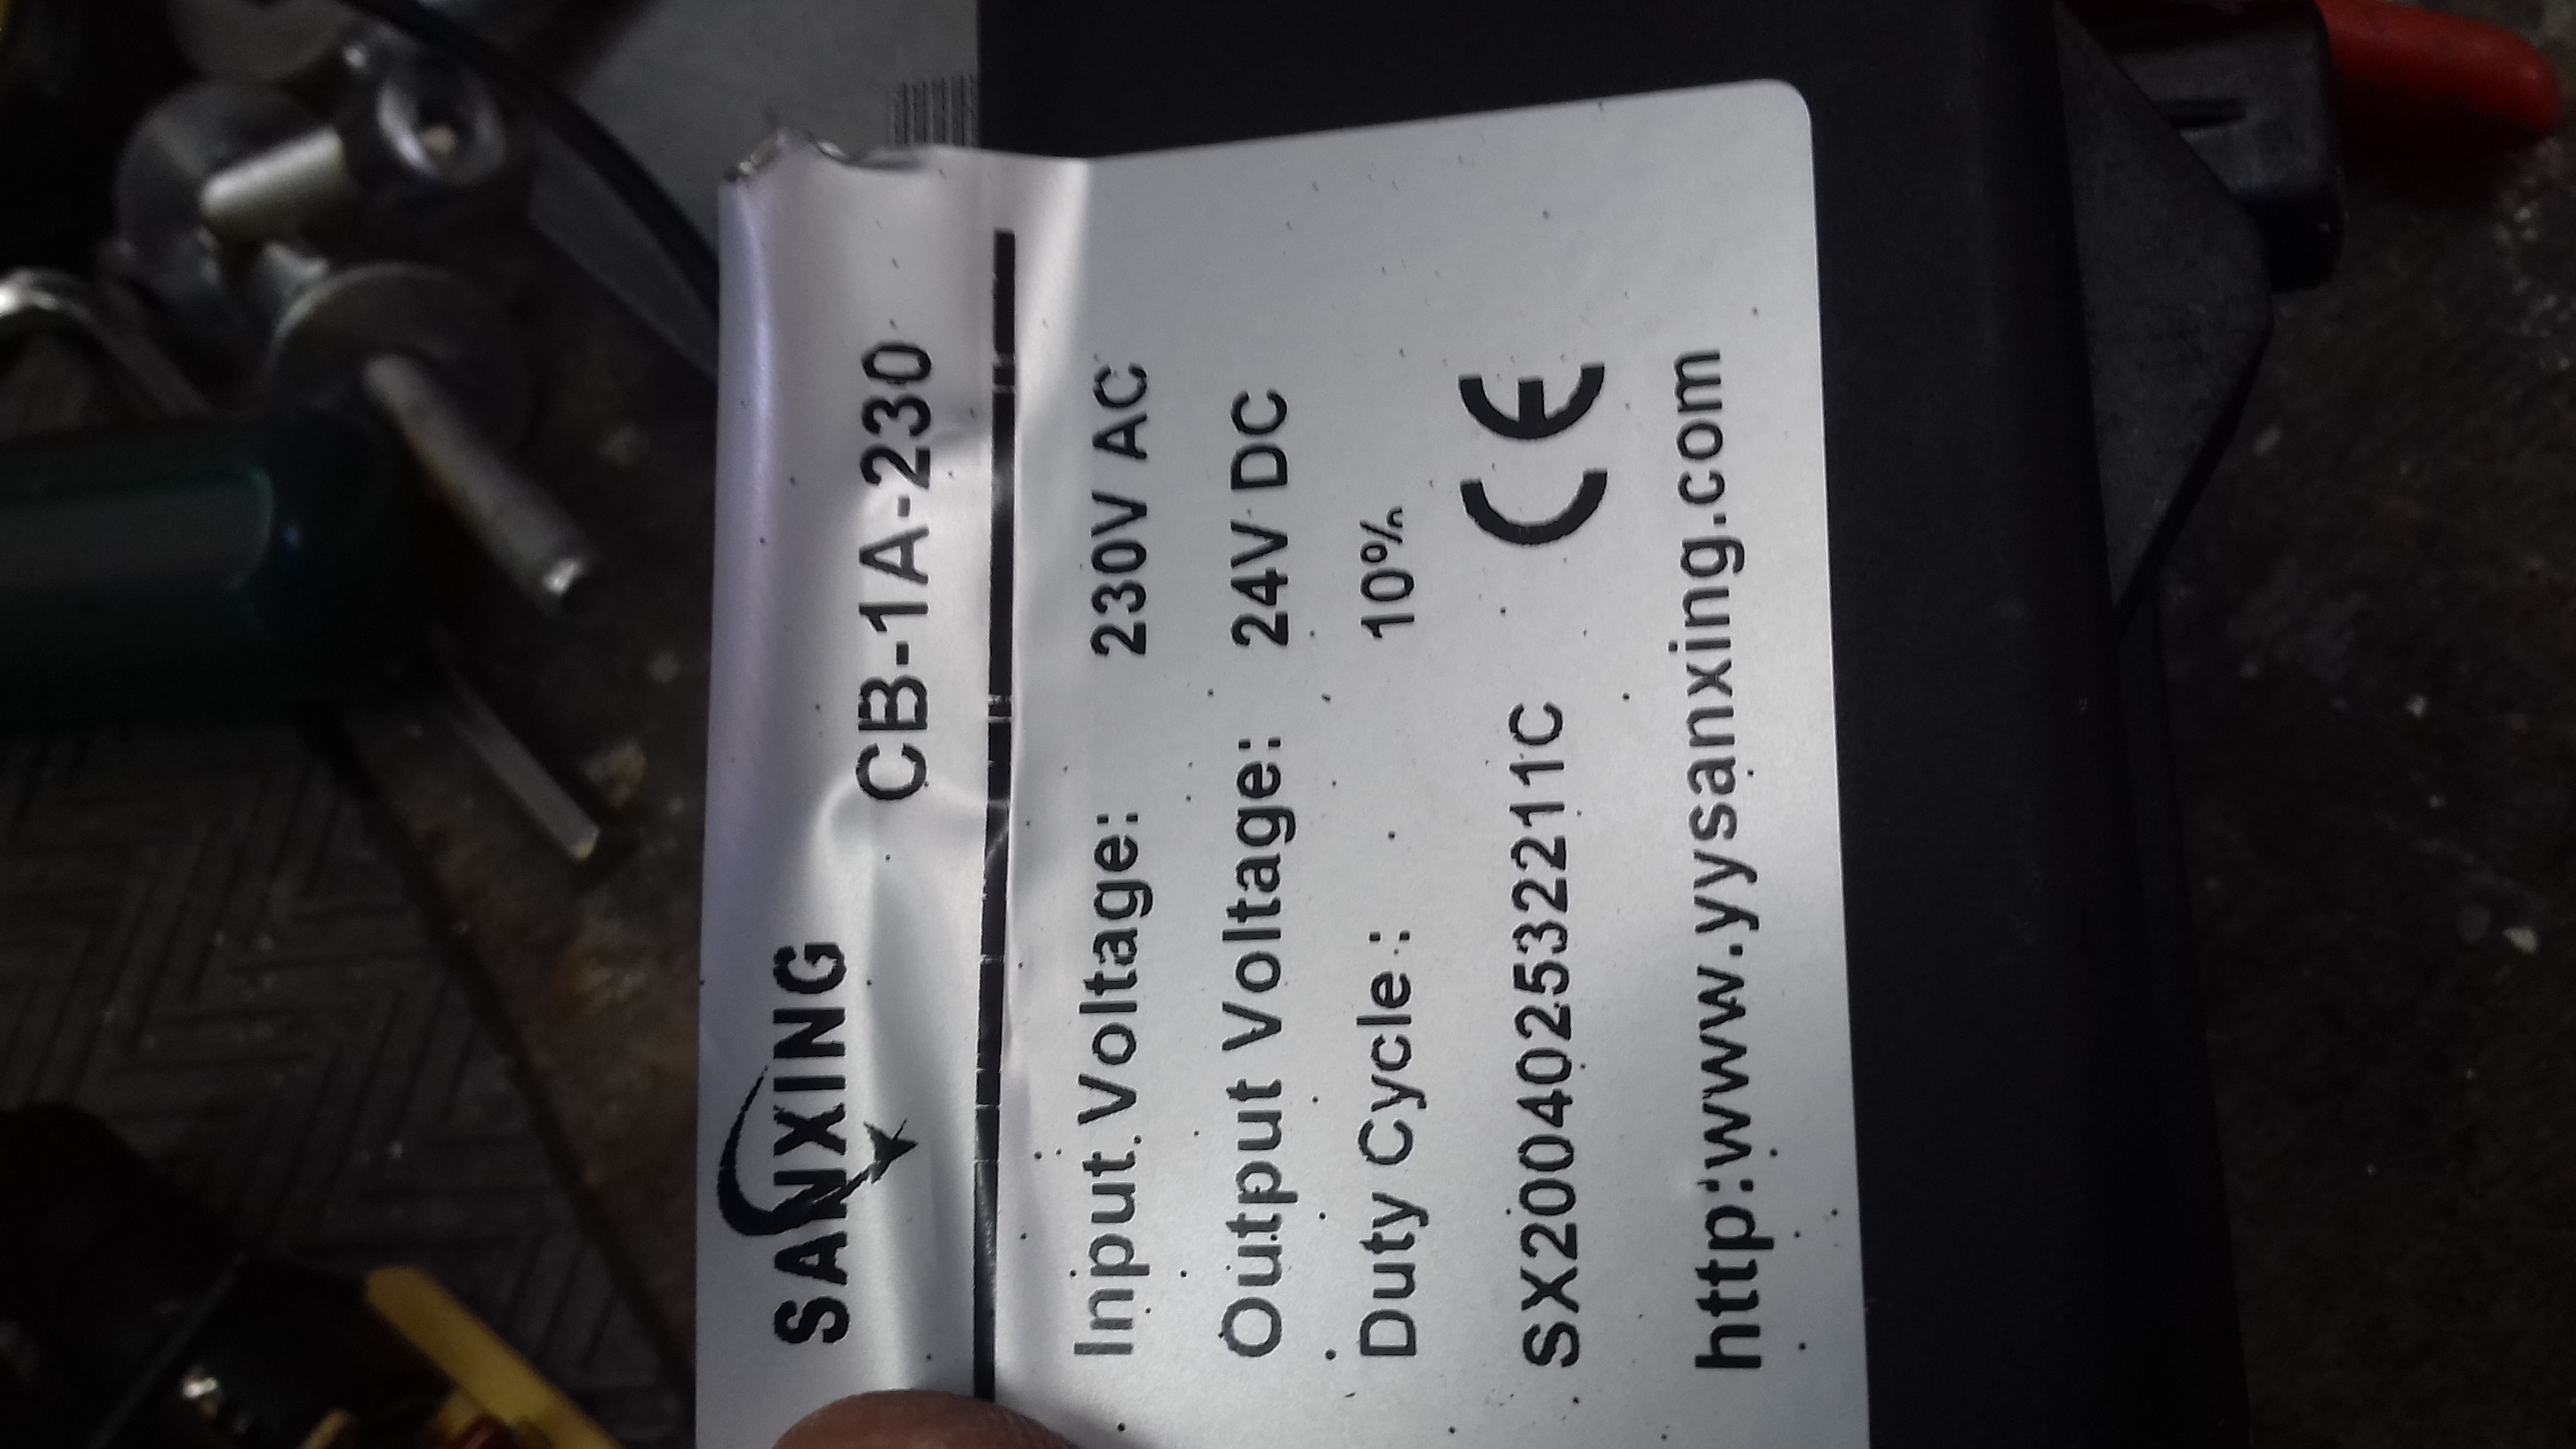 SANXING
CB-1A-230
Input Voltage: 230V AC
Output Voltage: 24V DC
Duty Cycle: 10%
SX200402532211C
CE
http:www.yysanxing.com